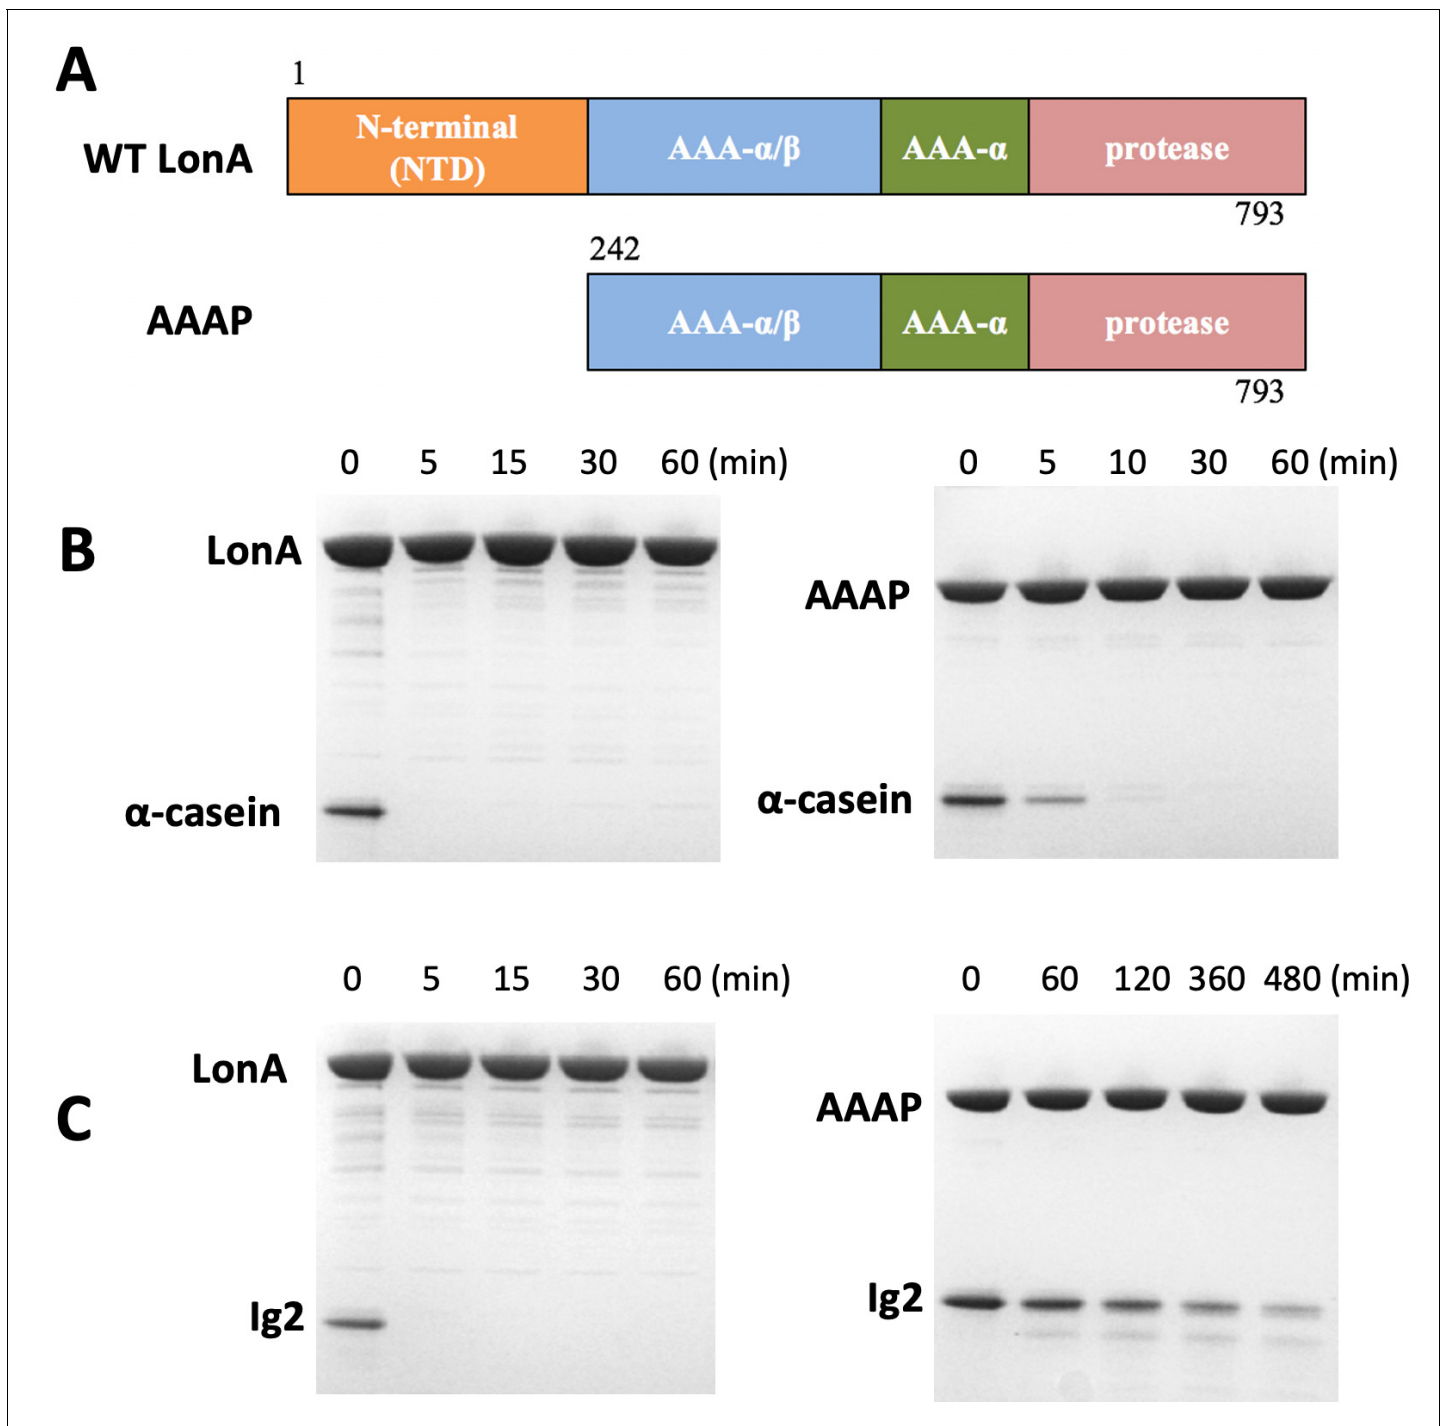 A
1
WT LonA
N-terminal
(NTD)
AAA-α/β
AAA-α
protease
793
242
AAAP
AAA-α/β
AAA-α
protease
793
B
0 5 15 30 60 (min)
LonA
α-casein
0 5 10 30 60 (min)
AAAP
α-casein
C
0 5 15 30 60 (min)
LonA
Ig2
0 60 120 360 480 (min)
AAAP
Ig2